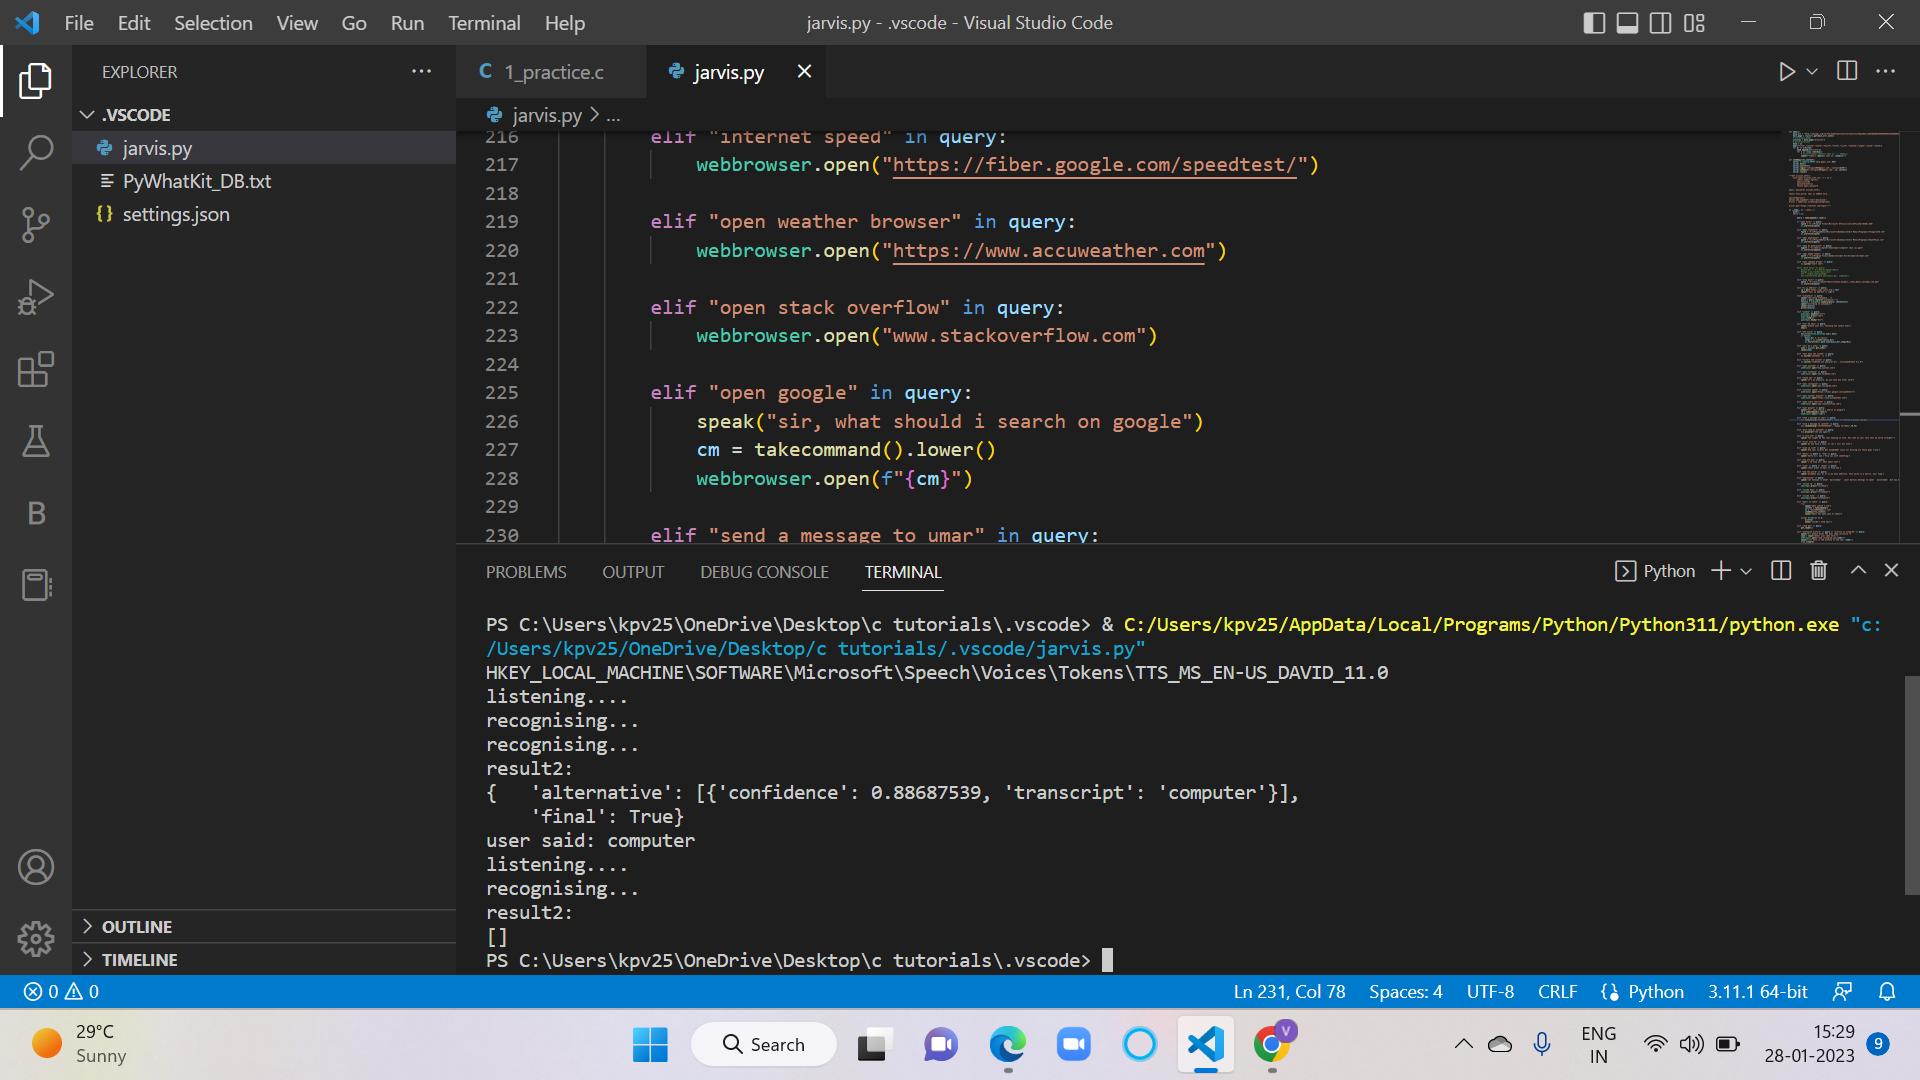 File Edit Selection View Go Run Terminal Help
jarvis.py - .vscode - Visual Studio Code
EXPLORER
.VSCODE
jarvis.py
PyWhatKit_DB.txt
{} settings.json
OUTLINE
TIMELINE
C 1_practice.c
jarvis.py
jarvis.py > ...
216 elif "internet speed" in query:
217 webbrowser.open("https://fiber.google.com/speedtest/")
218
219 elif "open weather browser" in query:
220 webbrowser.open("https://www.accuweather.com")
221
222 elif "open stack overflow" in query:
223 webbrowser.open("www.stackoverflow.com")
224
225 elif "open google" in query:
226 speak("sir, what should i search on google")
227 cm = takecommand().lower()
228 webbrowser.open(f"{cm}")
229
230 elif "send a message to umar" in query:
PROBLEMS OUTPUT DEBUG CONSOLE TERMINAL
Python
PS C:\Users\kpv25\OneDrive\Desktop\c tutorials\.vscode> & C:/Users/kpv25/AppData/Local/Programs/Python/Python311/python.exe "c:
/Users/kpv25/OneDrive/Desktop/c tutorials/.vscode/jarvis.py"
HKEY_LOCAL_MACHINE\SOFTWARE\Microsoft\Speech\Voices\Tokens\TTS_MS_EN-US_DAVID_11.0
listening....
recognising...
recognising...
result2:
{   'alternative': [{'confidence': 0.88687539, 'transcript': 'computer'}],
    'final': True}
user said: computer
listening....
recognising...
result2:
[]
PS C:\Users\kpv25\OneDrive\Desktop\c tutorials\.vscode>
B
0 0
Ln 231, Col 78 Spaces: 4 UTF-8 CRLF {} Python 3.11.1 64-bit
29°C
Sunny
Search
V
ENG
IN
15:29
28-01-2023
9